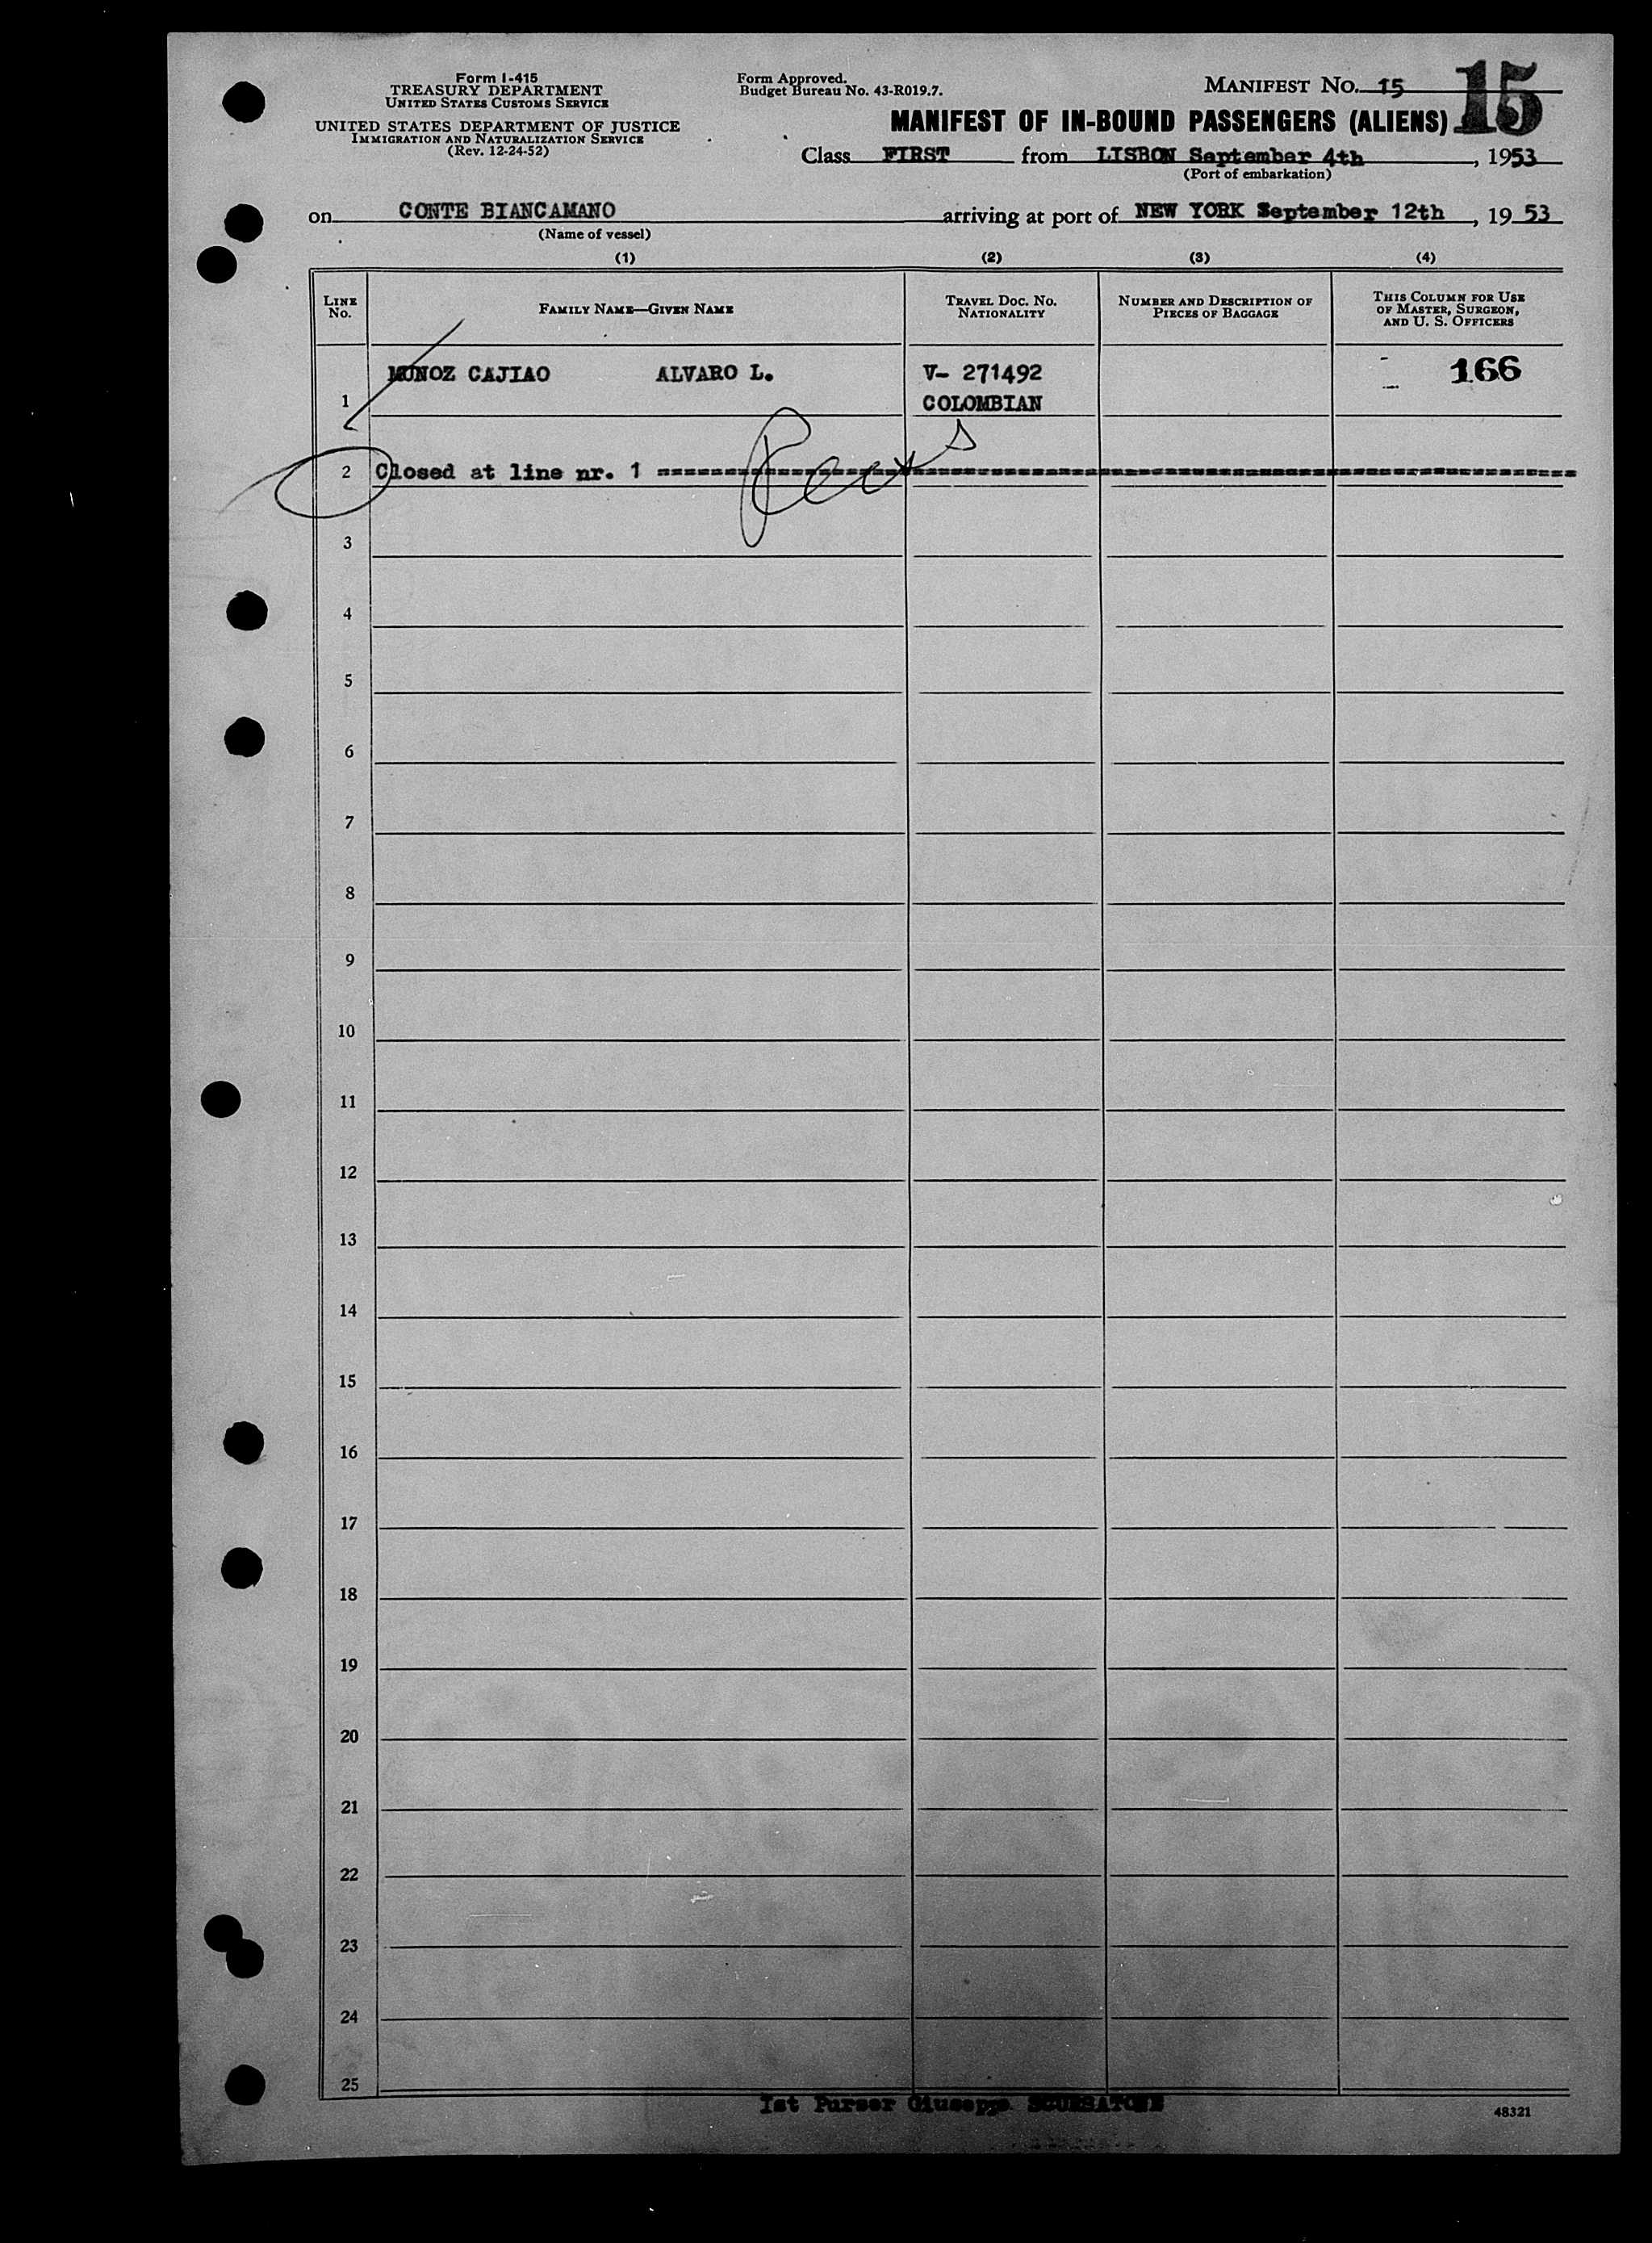 Form I-415
TREASURY DEPARTMENT
UNITED STATES CUSTOMS SERVICE
UNITED STATES DEPARTMENT OF JUSTICE
IMMIGRATION AND NATURALIZATION SERVICE
(Rev. 12-24-52)
Form Approved.
Budget Bureau No. 43-R019.7.
MANIFEST NO. 15
15
MANIFEST OF IN-BOUND PASSENGERS (ALIENS)
Class FIRST from LISBON September 4th, 1953
(Port of embarkation)
on CONTE BIANCAMANO arriving at port of NEW YORK September 12th, 19 53
(Name of vessel)
(1) (2) (3) (4)
LINE No.
FAMILY NAME—GIVEN NAME
TRAVEL DOC. NO. NATIONALITY
NUMBER AND DESCRIPTION OF PIECES OF BAGGAGE
THIS COLUMN FOR USE OF MASTER, SURGEON, AND U. S. OFFICERS
1 MUNOZ CAJIAO ALVARO L. V- 271492 166
COLOMBIAN
2 Closed at line nr. 1
3
4
5
6
7
8
9
10
11
12
13
14
15
16
17
18
19
20
21
22
23
24
25
Ist Purser Giuseppe
48321